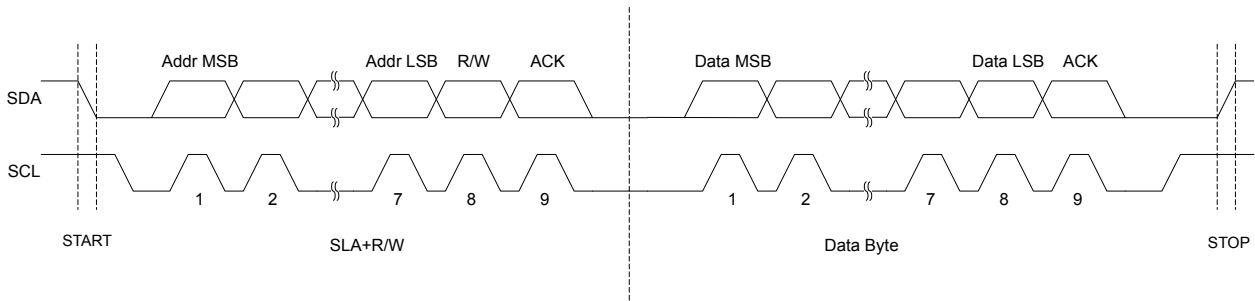 Addr MSB Addr LSB R/W ACK Data MSB Data LSB ACK
SDA
SCL
1 2 7 8 9 1 2 7 8 9
START SLA+R/W Data Byte STOP